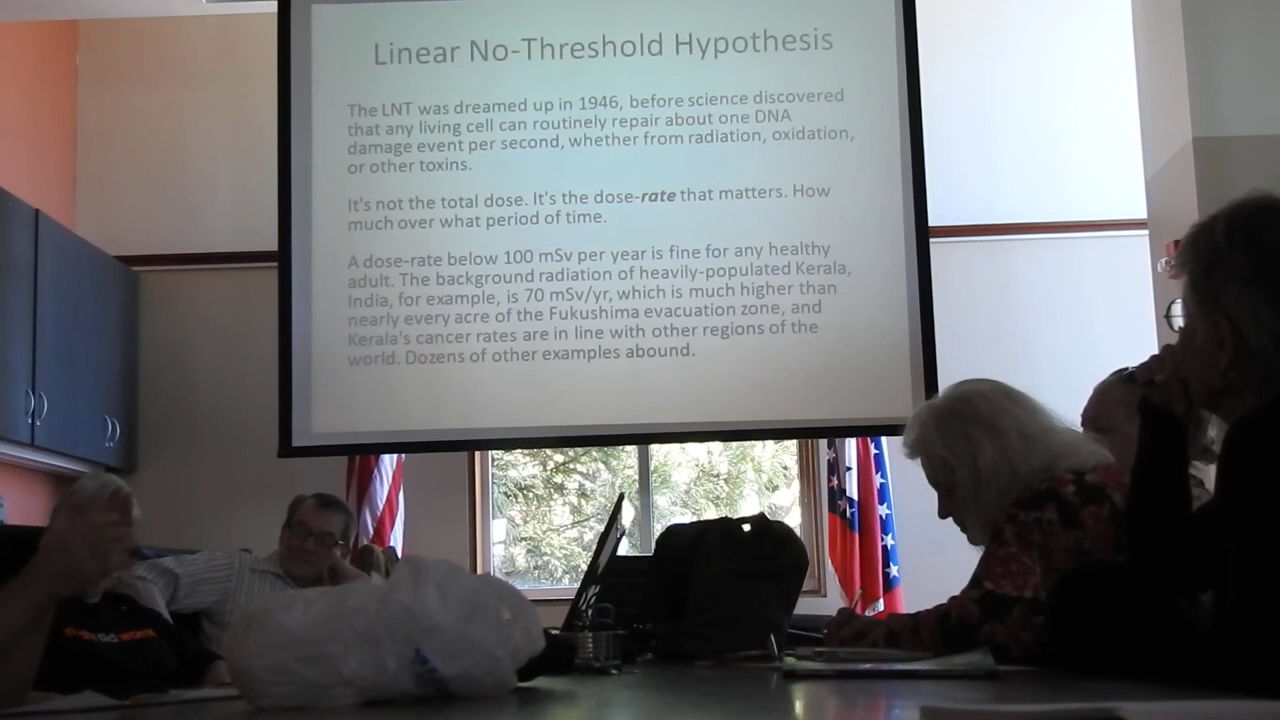 Linear No-Threshold Hypothesis
The LNT was dreamed up in 1946, before science discovered
that any living cell can routinely repair about one DNA
damage event per second, whether from radiation, oxidation,
or other toxins.
It's not the total dose. It's the dose-rate that matters. How
much over what period of time.
A dose-rate below 100 mSv per year is fine for any healthy
adult. The background radiation of heavily-populated Kerala,
India, for example, is 70 mSv/yr, which is much higher than
nearly every acre of the Fukushima evacuation zone, and
Kerala's cancer rates are in line with other regions of the
world. Dozens of other examples abound.